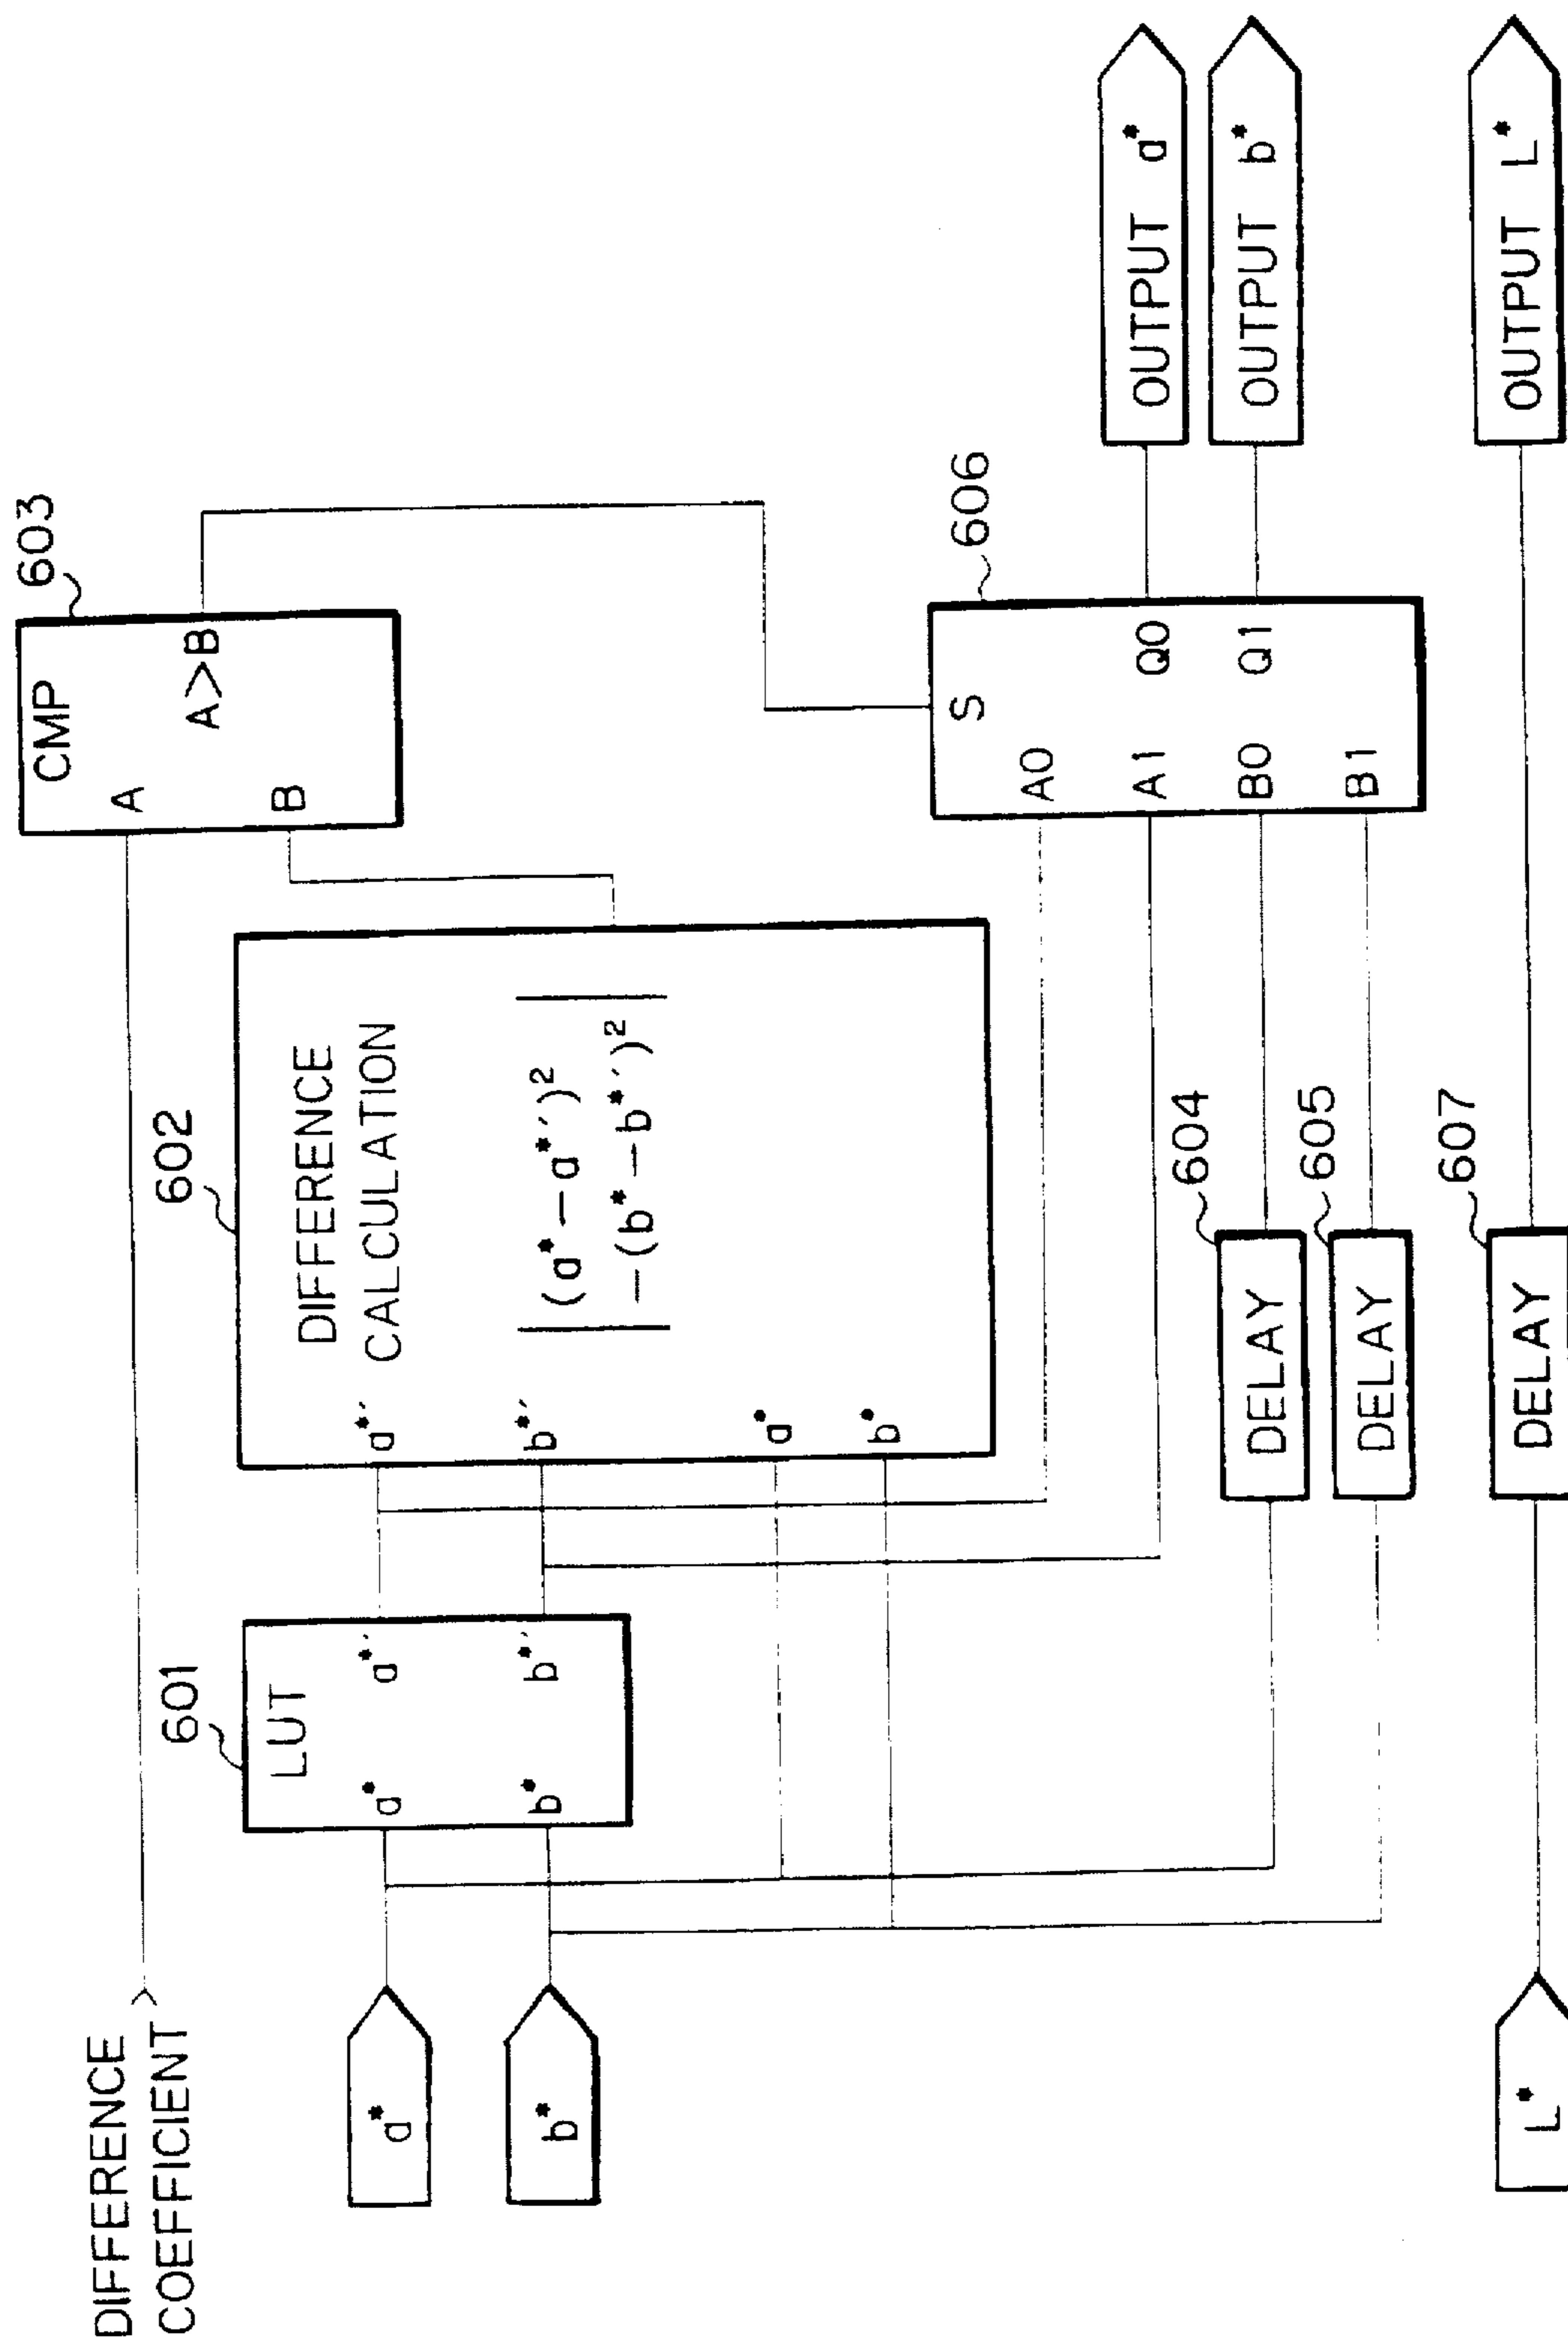 DIFFERENCE
COEFFICIENT
a*
b*
L*
601
LUT
a*
a*'
b*
b*'
602
DIFFERENCE
CALCULATION
a*'
b*'
a*
b*
|(a*-a*')²
-(b*-b*')²|
603
CMP
A
A>B
B
604
DELAY
605
DELAY
607
DELAY
606
S
A0
A1
Q0
B0
Q1
B1
OUTPUT a*
OUTPUT b*
OUTPUT L*